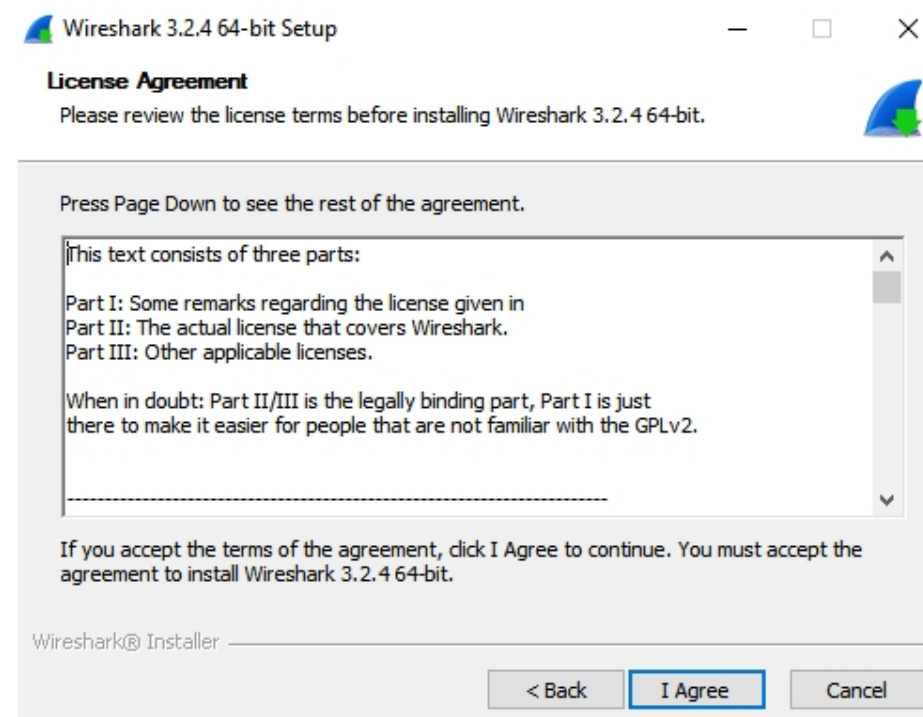 Wireshark 3.2.4 64-bit Setup
License Agreement
Please review the license terms before installing Wireshark 3.2.4 64-bit.
Press Page Down to see the rest of the agreement.
This text consists of three parts:
Part I: Some remarks regarding the license given in
Part II: The actual license that covers Wireshark.
Part III: Other applicable licenses.
When in doubt: Part II/III is the legally binding part, Part I is just
there to make it easier for people that are not familiar with the GPLv2.
------------------------------------------------------------------------
If you accept the terms of the agreement, click I Agree to continue. You must accept the
agreement to install Wireshark 3.2.4 64-bit.
Wireshark® Installer
< Back I Agree Cancel